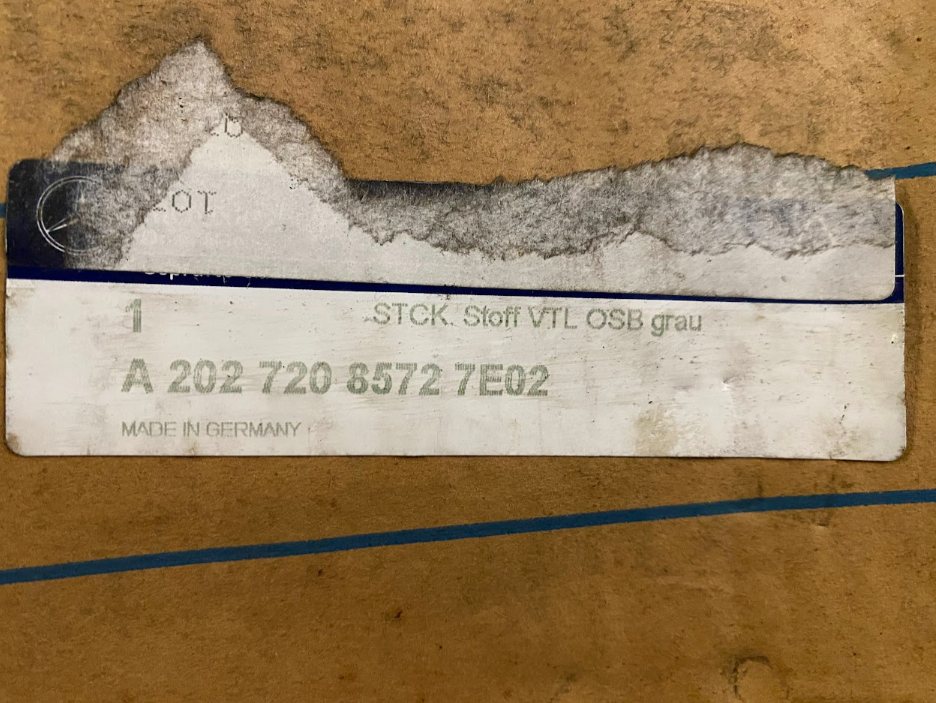 1 STCK. Stoff VTL OSB grau
A 202 720 8572 7E02
MADE IN GERMANY